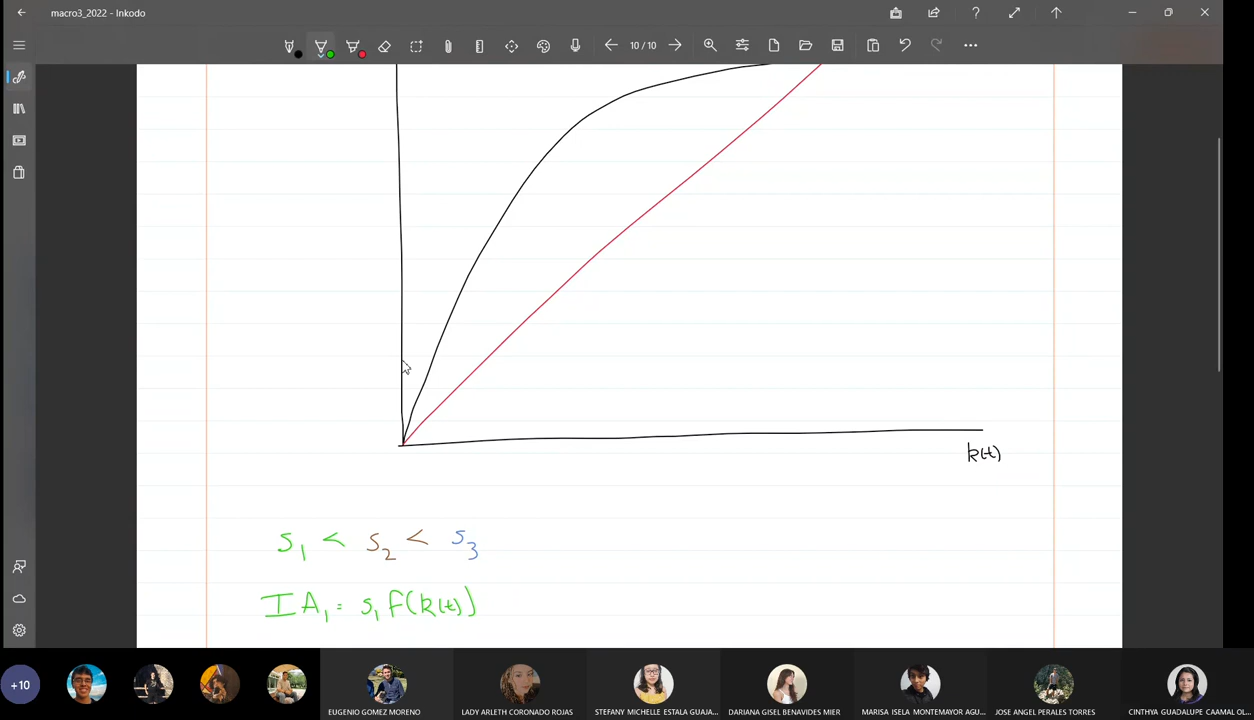 macro3_2022 - Inkodo
10 / 10
k(t)
s₁ < s₂ < s₃
IA₁ = s₁ f(k(t))
+10
EUGENIO GOMEZ MORENO
LADY ARLETH CORONADO ROJAS
STEFANY MICHELLE ESTALA GUAJA...
DARIANA GISEL BENAVIDES MIER
MARISA ISELA MONTEMAYOR AGU...
JOSE ANGEL PERALES TORRES
CINTHYA GUADALUPE CAAMAL OL...